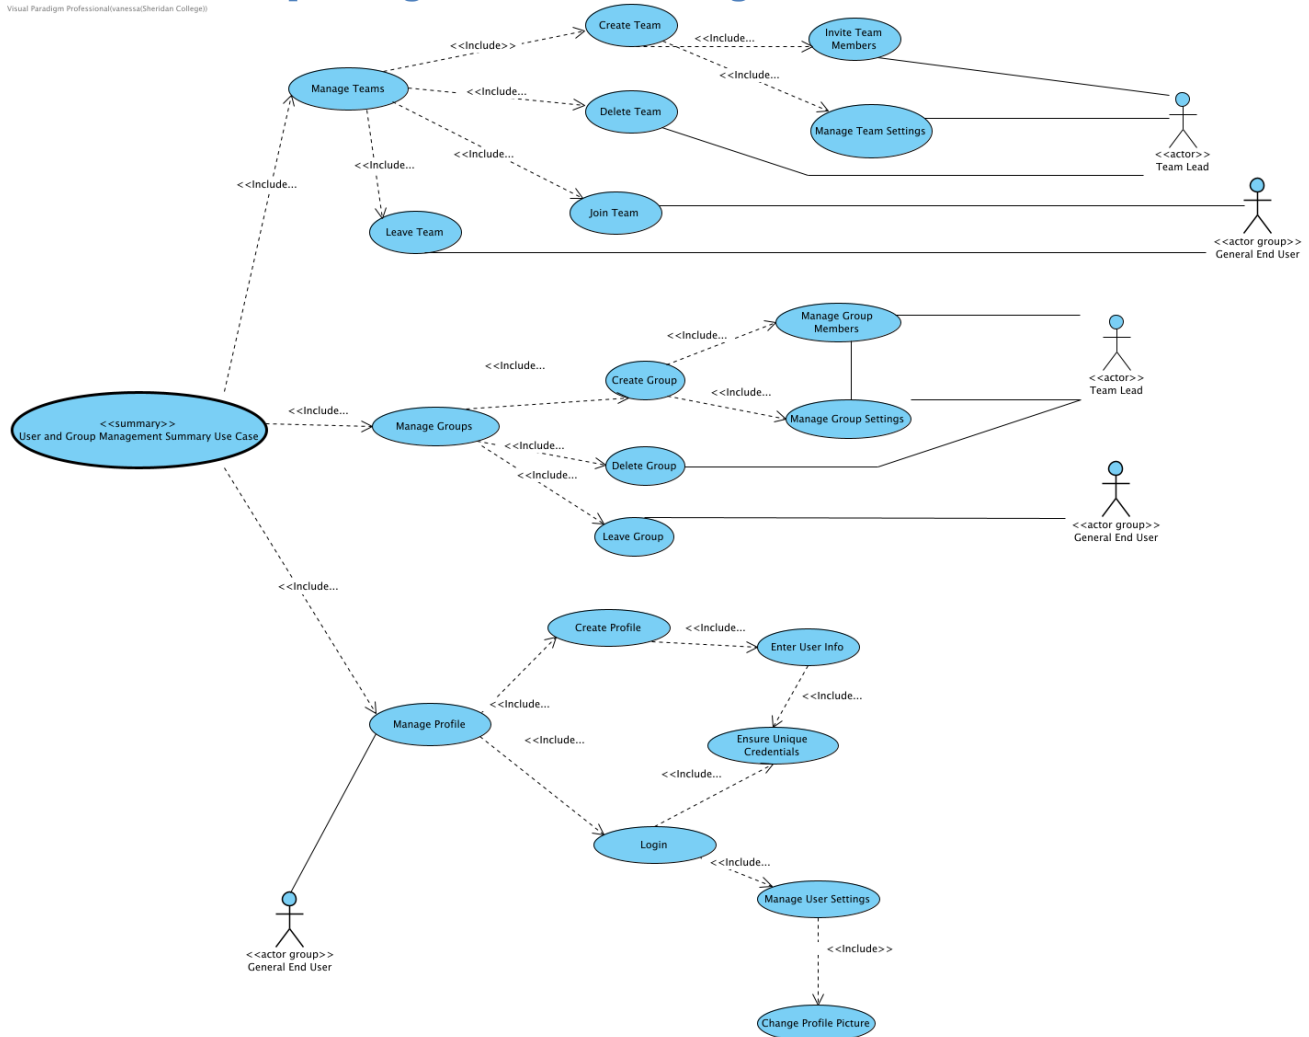 Visual Paradigm Professional(vanessa(Sheridan College))
Create Team
<<Include...
Invite Team
Members
<<Include>>
<<Include...
Manage Teams
<<Include...
Delete Team
Manage Team Settings
<<actor>>
Team Lead
<<Include...
<<Include...
<<Include...
Join Team
Leave Team
<<actor group>>
General End User
Manage Group
Members
<<Include...
<<Include...
Create Group
<<actor>>
Team Lead
<<Include...
<<Include...
Manage Group Settings
<<summary>>
User and Group Management Summary Use Case
Manage Groups
<<Include...
Delete Group
<<Include...
<<actor group>>
General End User
Leave Group
<<Include...
Create Profile
<<Include...
Enter User Info
<<Include...
<<Include...
Manage Profile
<<Include...
Ensure Unique
Credentials
<<Include...
Login
<<Include...
Manage User Settings
<<actor group>>
General End User
<<Include>>
Change Profile Picture